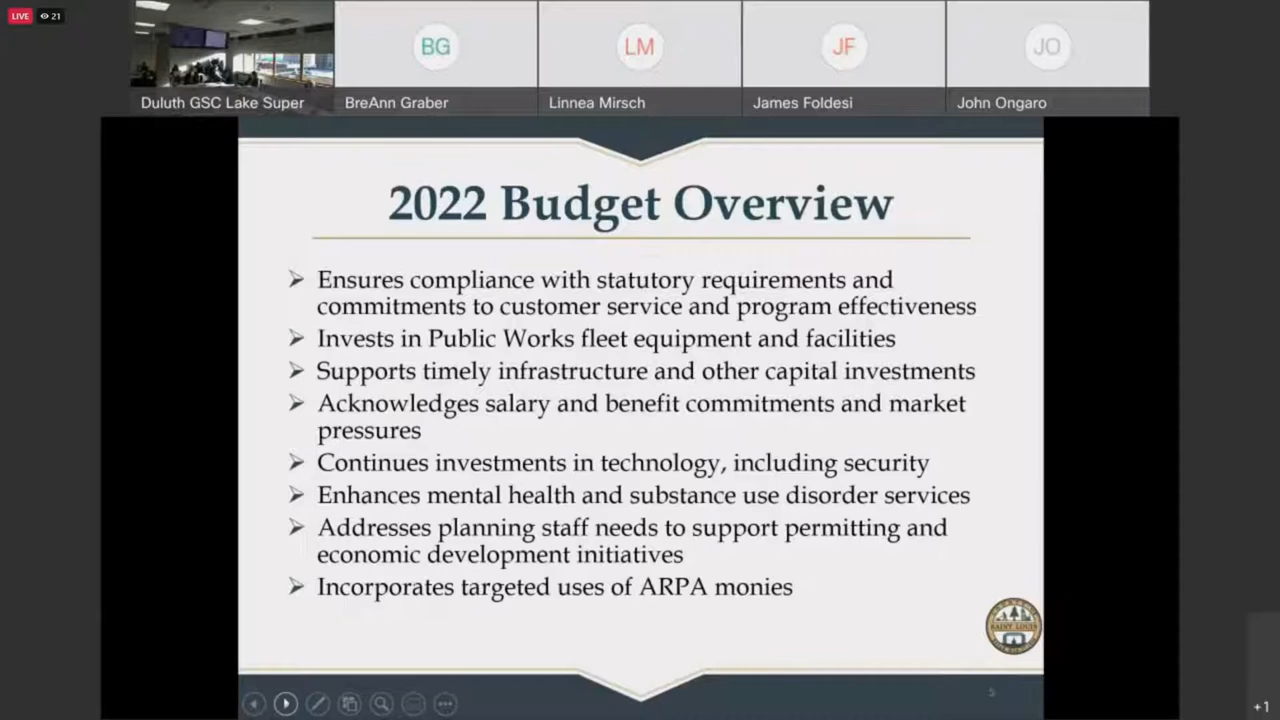 LIVE
21
BG
LM
JF
JO
Duluth GSC Lake Super
BreAnn Graber
Linnea Mirsch
James Foldesi
John Ongaro
2022 Budget Overview
Ensures compliance with statutory requirements and
commitments to customer service and program effectiveness
Invests in Public Works fleet equipment and facilities
Supports timely infrastructure and other capital investments
Acknowledges salary and benefit commitments and market
pressures
Continues investments in technology, including security
Enhances mental health and substance use disorder services
Addresses planning staff needs to support permitting and
economic development initiatives
Incorporates targeted uses of ARPA monies
SAINT LOUIS
5
+1